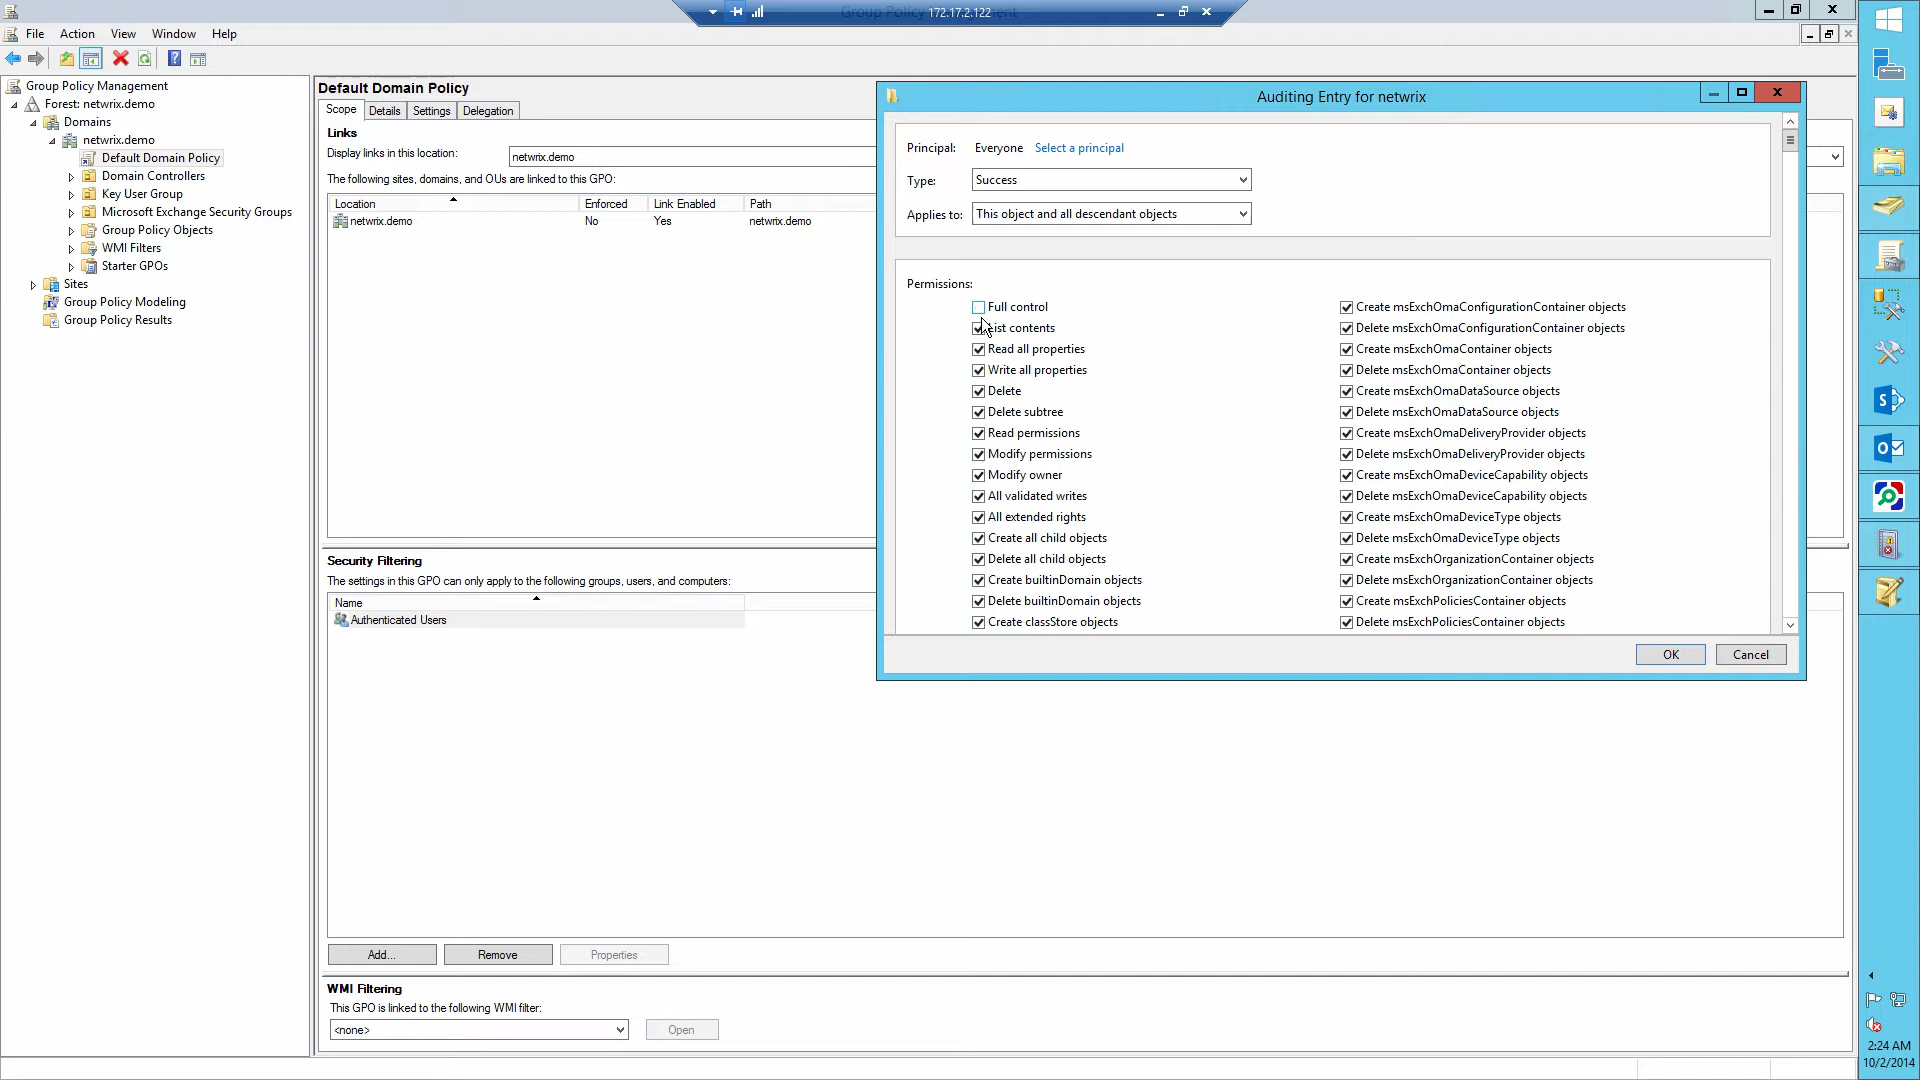 Group Policy Management
172.17.2.122
File Action View Window Help
Group Policy Management
Forest: netwrix.demo
Domains
netwrix.demo
Default Domain Policy
Domain Controllers
Key User Group
Microsoft Exchange Security Groups
Group Policy Objects
WMI Filters
Starter GPOs
Sites
Group Policy Modeling
Group Policy Results
Default Domain Policy
Scope Details Settings Delegation
Links
Display links in this location: netwrix.demo
The following sites, domains, and OUs are linked to this GPO:
Location Enforced Link Enabled Path
netwrix.demo No Yes netwrix.demo
Security Filtering
The settings in this GPO can only apply to the following groups, users, and computers:
Name
Authenticated Users
Add... Remove Properties
WMI Filtering
This GPO is linked to the following WMI filter:
<none> Open
Auditing Entry for netwrix
Principal: Everyone Select a principal
Type: Success
Applies to: This object and all descendant objects
Permissions:
Full control
List contents
Read all properties
Write all properties
Delete
Delete subtree
Read permissions
Modify permissions
Modify owner
All validated writes
All extended rights
Create all child objects
Delete all child objects
Create builtinDomain objects
Delete builtinDomain objects
Create classStore objects
Create msExchOmaConfigurationContainer objects
Delete msExchOmaConfigurationContainer objects
Create msExchOmaContainer objects
Delete msExchOmaContainer objects
Create msExchOmaDataSource objects
Delete msExchOmaDataSource objects
Create msExchOmaDeliveryProvider objects
Delete msExchOmaDeliveryProvider objects
Create msExchOmaDeviceCapability objects
Delete msExchOmaDeviceCapability objects
Create msExchOmaDeviceType objects
Delete msExchOmaDeviceType objects
Create msExchOrganizationContainer objects
Delete msExchOrganizationContainer objects
Create msExchPoliciesContainer objects
Delete msExchPoliciesContainer objects
OK Cancel
2:24 AM
10/2/2014